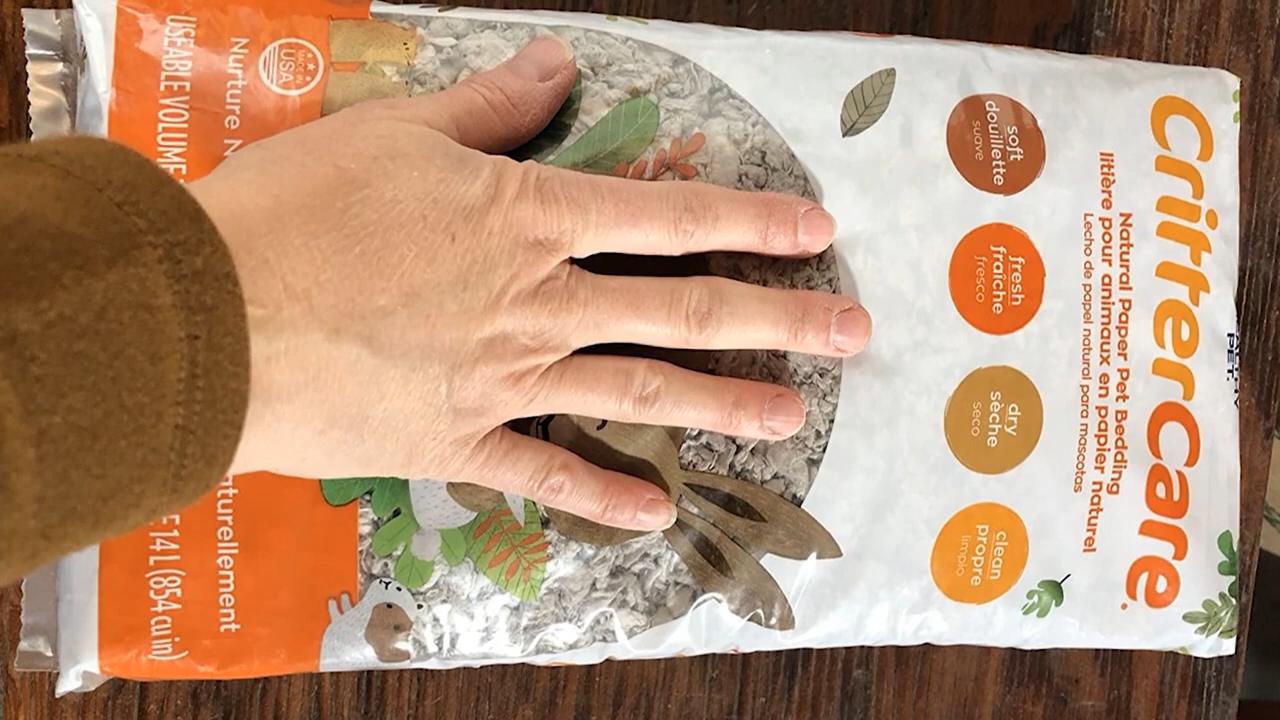 crittercare.
Natural Paper Pet Bedding
litière pour animaux en papier naturel
Lecho de papel natural para mascotas
soft
douillette
suave
fresh
fraîche
fresco
dry
sèche
seco
clean
propre
limpio
PET.
MADE IN
USA
Nurture
aturellement
USEABLE VOLUME
14 L (854 cu in)